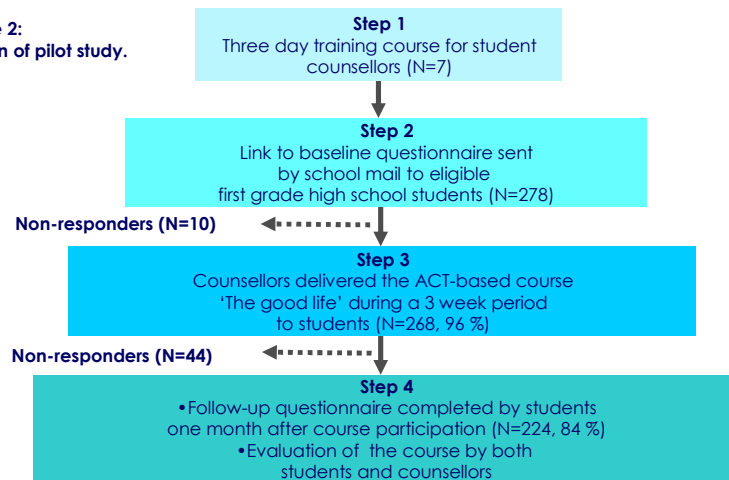 2:
n of pilot study.
Step 1
Three day training course for student
counsellors (N=7)
Step 2
Link to baseline questionnaire sent
by school mail to eligible
first grade high school students (N=278)
Non-responders (N=10)
Step 3
Counsellors delivered the ACT-based course
‘The good life’ during a 3 week period
to students (N=268, 96 %)
Non-responders (N=44)
Step 4
•Follow-up questionnaire completed by students
one month after course participation (N=224, 84 %)
•Evaluation of the course by both
students and counsellors